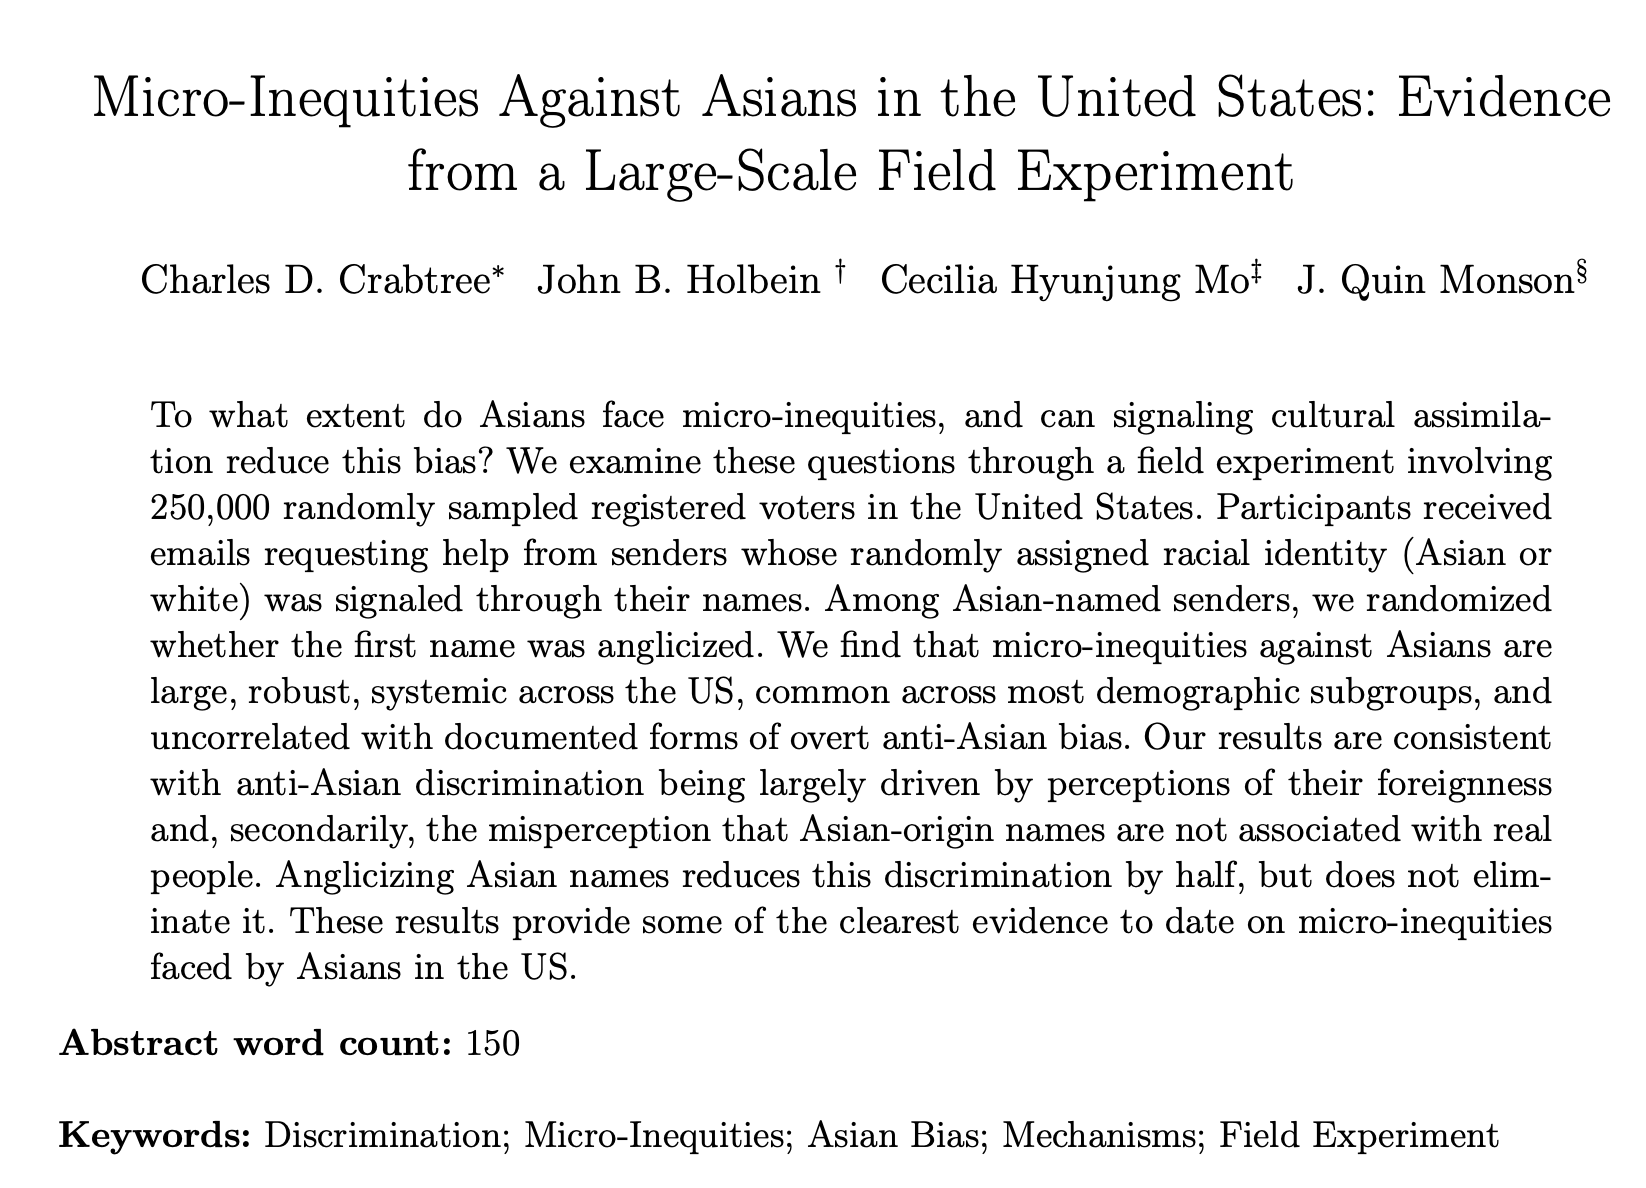 Micro-Inequities Against Asians in the United States: Evidence
from a Large-Scale Field Experiment
Charles D. Crabtree* John B. Holbein † Cecilia Hyunjung Mo‡ J. Quin Monson§
To what extent do Asians face micro-inequities, and can signaling cultural assimila-
tion reduce this bias? We examine these questions through a field experiment involving
250,000 randomly sampled registered voters in the United States. Participants received
emails requesting help from senders whose randomly assigned racial identity (Asian or
white) was signaled through their names. Among Asian-named senders, we randomized
whether the first name was anglicized. We find that micro-inequities against Asians are
large, robust, systemic across the US, common across most demographic subgroups, and
uncorrelated with documented forms of overt anti-Asian bias. Our results are consistent
with anti-Asian discrimination being largely driven by perceptions of their foreignness
and, secondarily, the misperception that Asian-origin names are not associated with real
people. Anglicizing Asian names reduces this discrimination by half, but does not elim-
inate it. These results provide some of the clearest evidence to date on micro-inequities
faced by Asians in the US.
Abstract word count: 150
Keywords: Discrimination; Micro-Inequities; Asian Bias; Mechanisms; Field Experiment